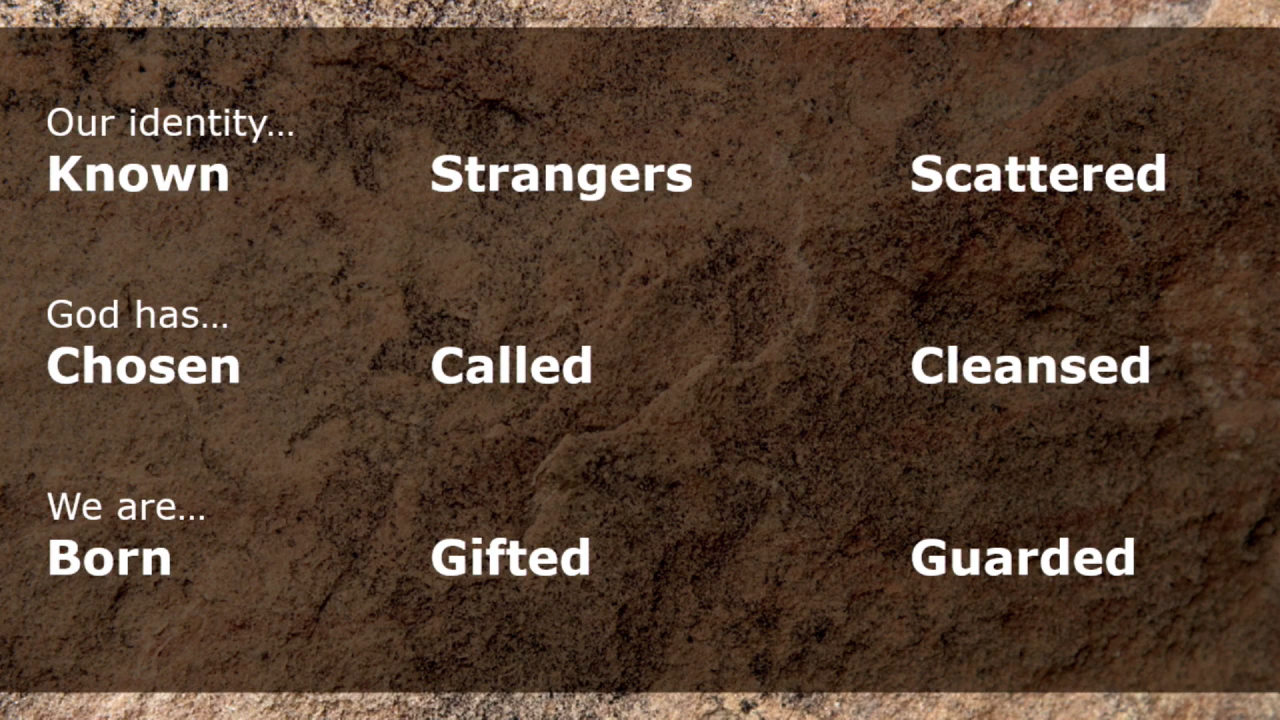 Our identity…
Known Strangers Scattered
God has…
Chosen Called Cleansed
We are…
Born Gifted Guarded